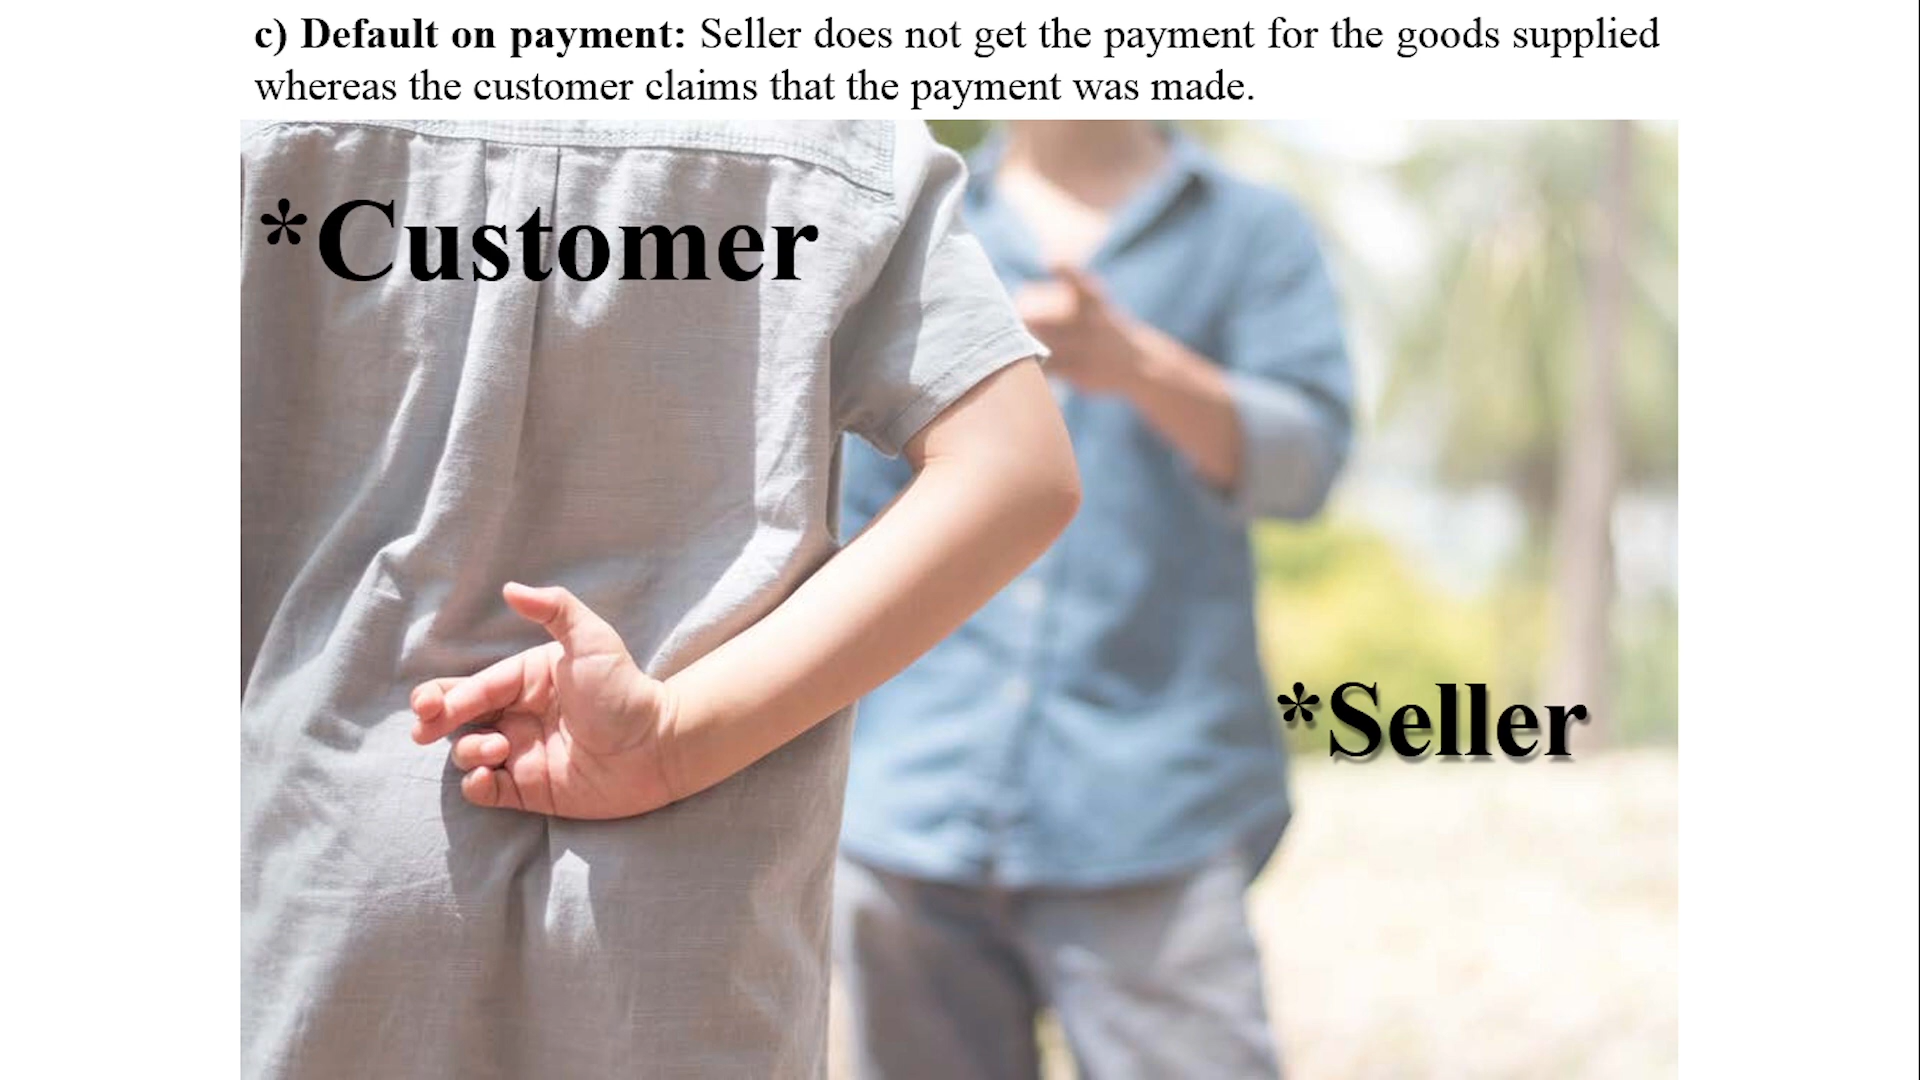 c) Default on payment: Seller does not get the payment for the goods supplied
whereas the customer claims that the payment was made.
*Customer
*Seller